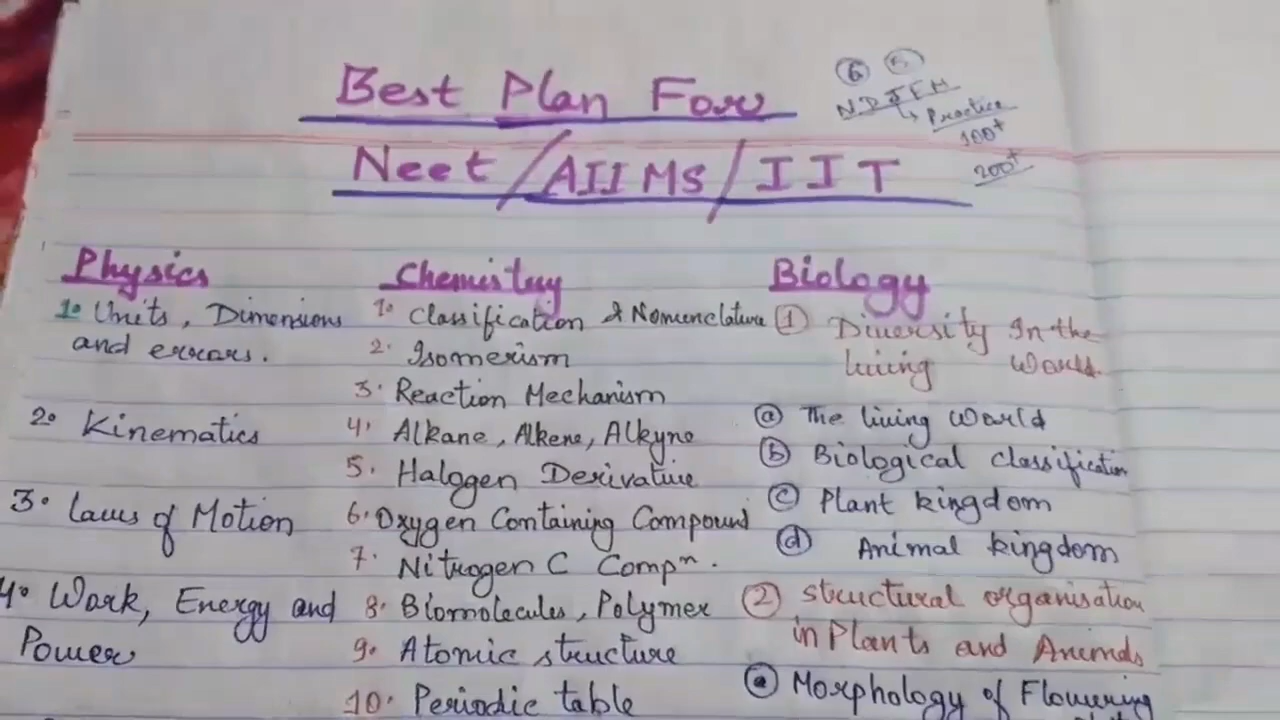 Best Plan For
Neet/AIIMS/IIT
6 5
NDJFM
↳ Practice
100+
200+
Physics
1. Units, Dimensions
and errors.
2. Kinematics
3. Laws of Motion
4. Work, Energy and
Power
Chemistry
1. Classification & Nomenclature
2. Isomerism
3. Reaction Mechanism
4. Alkane, Alkene, Alkyne
5. Halogen Derivative
6. Oxygen Containing Compound
7. Nitrogen C Compn.
8. Biomolecules, Polymer
9. Atomic structure
10. Periodic table
Biology
① Diversity In the
living World.
ⓐ The living World
ⓑ Biological classification
ⓒ Plant kingdom
ⓓ Animal kingdom
② Structural organisation
in Plants and Animals
ⓐ Morphology of Flowering